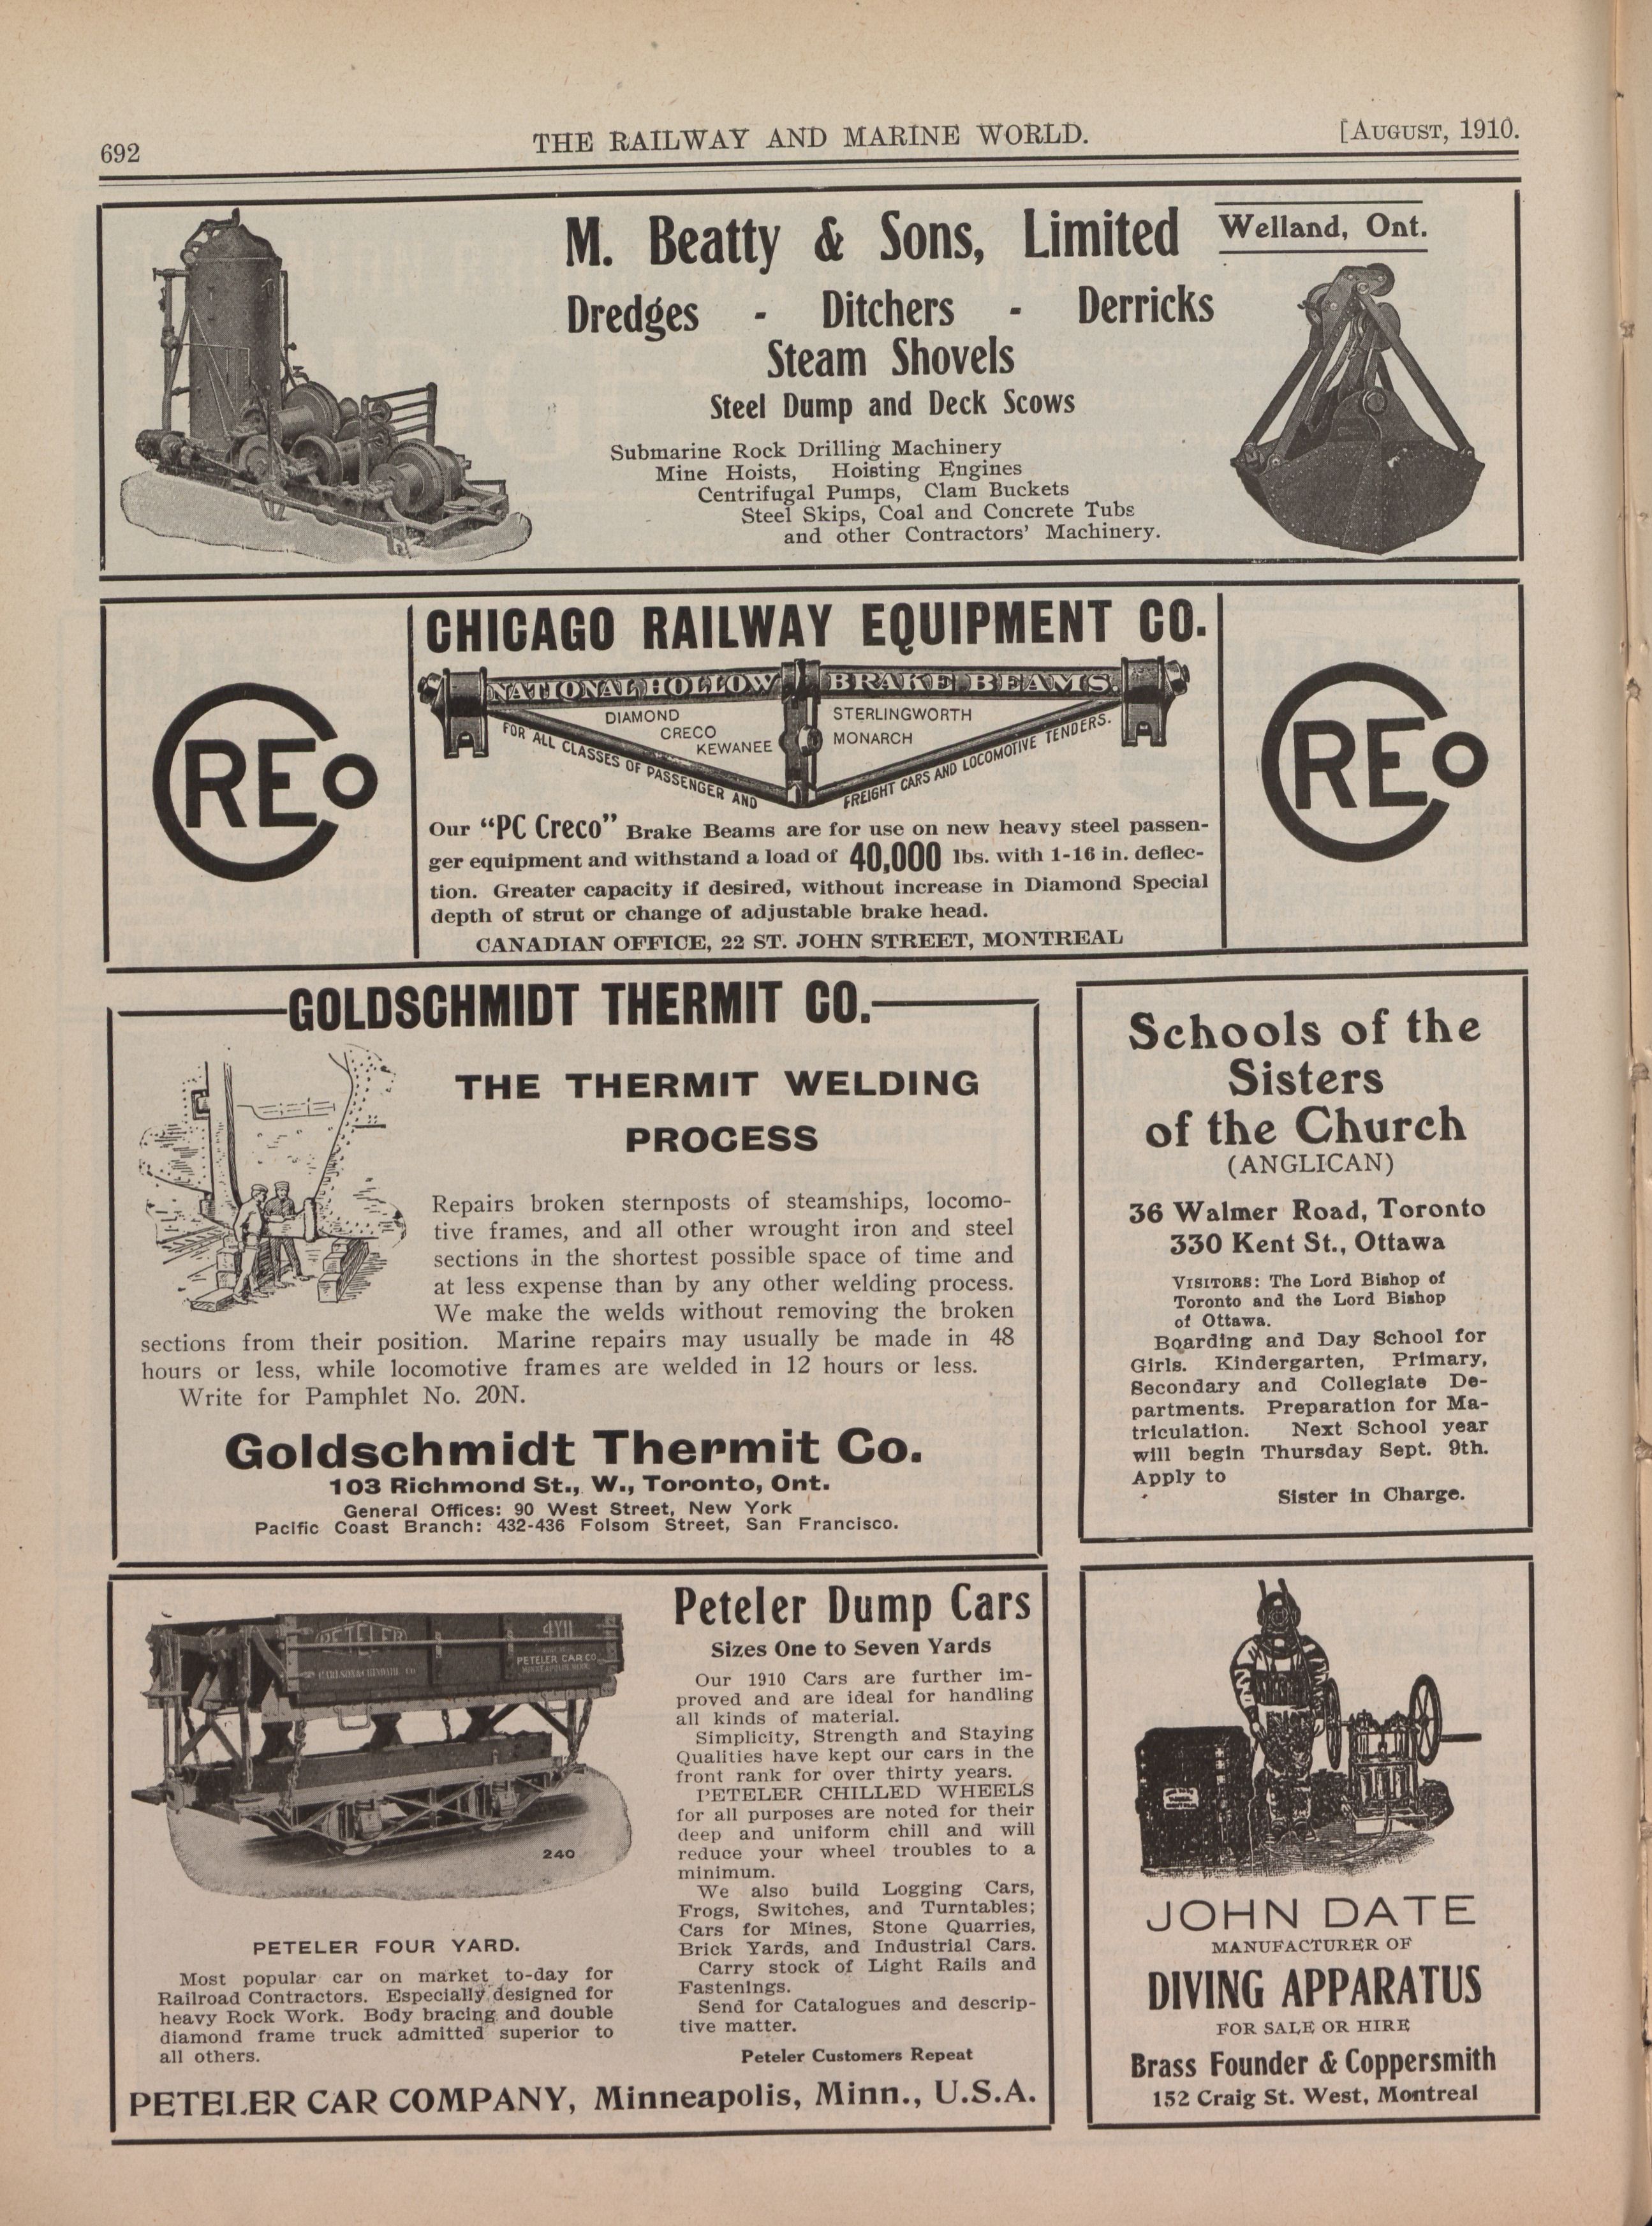 692
THE RAILWAY AND MARINE WORLD.
[AUGUST, 1910.
M. Beatty & Sons, Limited
Welland, Ont.
Dredges - Ditchers - Derricks
Steam Shovels
Steel Dump and Deck Scows
Submarine Rock Drilling Machinery
Mine Hoists, Hoisting Engines
Centrifugal Pumps, Clam Buckets
Steel Skips, Coal and Concrete Tubs
and other Contractors' Machinery.
CREo
CHICAGO RAILWAY EQUIPMENT CO.
NATIONAL HOLLOW BRAKE BEAMS.
DIAMOND
CRECO
KEWANEE
STERLINGWORTH
MONARCH
FOR ALL CLASSES OF PASSENGER AND
FREIGHT CARS AND LOCOMOTIVE TENDERS.
Our "PC Creco" Brake Beams are for use on new heavy steel passen-
ger equipment and withstand a load of 40,000 lbs. with 1-16 in. deflec-
tion. Greater capacity if desired, without increase in Diamond Special
depth of strut or change of adjustable brake head.
CANADIAN OFFICE, 22 ST. JOHN STREET, MONTREAL
CREo
GOLDSCHMIDT THERMIT CO.
THE THERMIT WELDING
PROCESS
Repairs broken sternposts of steamships, locomo-
tive frames, and all other wrought iron and steel
sections in the shortest possible space of time and
at less expense than by any other welding process.
We make the welds without removing the broken
sections from their position. Marine repairs may usually be made in 48
hours or less, while locomotive frames are welded in 12 hours or less.
Write for Pamphlet No. 20N.
Goldschmidt Thermit Co.
103 Richmond St., W., Toronto, Ont.
General Offices: 90 West Street, New York
Pacific Coast Branch: 432-436 Folsom Street, San Francisco.
Schools of the
Sisters
of the Church
(ANGLICAN)
36 Walmer Road, Toronto
330 Kent St., Ottawa
VISITORS: The Lord Bishop of
Toronto and the Lord Bishop
of Ottawa.
Boarding and Day School for
Girls. Kindergarten, Primary,
Secondary and Collegiate De-
partments. Preparation for Ma-
triculation. Next School year
will begin Thursday Sept. 9th.
Apply to
Sister in Charge.
PETELER
4YD
PETELER CAR CO.
MINNEAPOLIS MINN.
240
PETELER FOUR YARD.
Most popular car on market to-day for
Railroad Contractors. Especially designed for
heavy Rock Work. Body bracing and double
diamond frame truck admitted superior to
all others.
Peteler Dump Cars
Sizes One to Seven Yards
Our 1910 Cars are further im-
proved and are ideal for handling
all kinds of material.
Simplicity, Strength and Staying
Qualities have kept our cars in the
front rank for over thirty years.
PETELER CHILLED WHEELS
for all purposes are noted for their
deep and uniform chill and will
reduce your wheel troubles to a
minimum.
We also build Logging Cars,
Frogs, Switches, and Turntables;
Cars for Mines, Stone Quarries,
Brick Yards, and Industrial Cars.
Carry stock of Light Rails and
Fastenings.
Send for Catalogues and descrip-
tive matter.
Peteler Customers Repeat
PETELER CAR COMPANY, Minneapolis, Minn., U.S.A.
JOHN DATE
MANUFACTURER OF
DIVING APPARATUS
FOR SALE OR HIRE
Brass Founder & Coppersmith
152 Craig St. West, Montreal